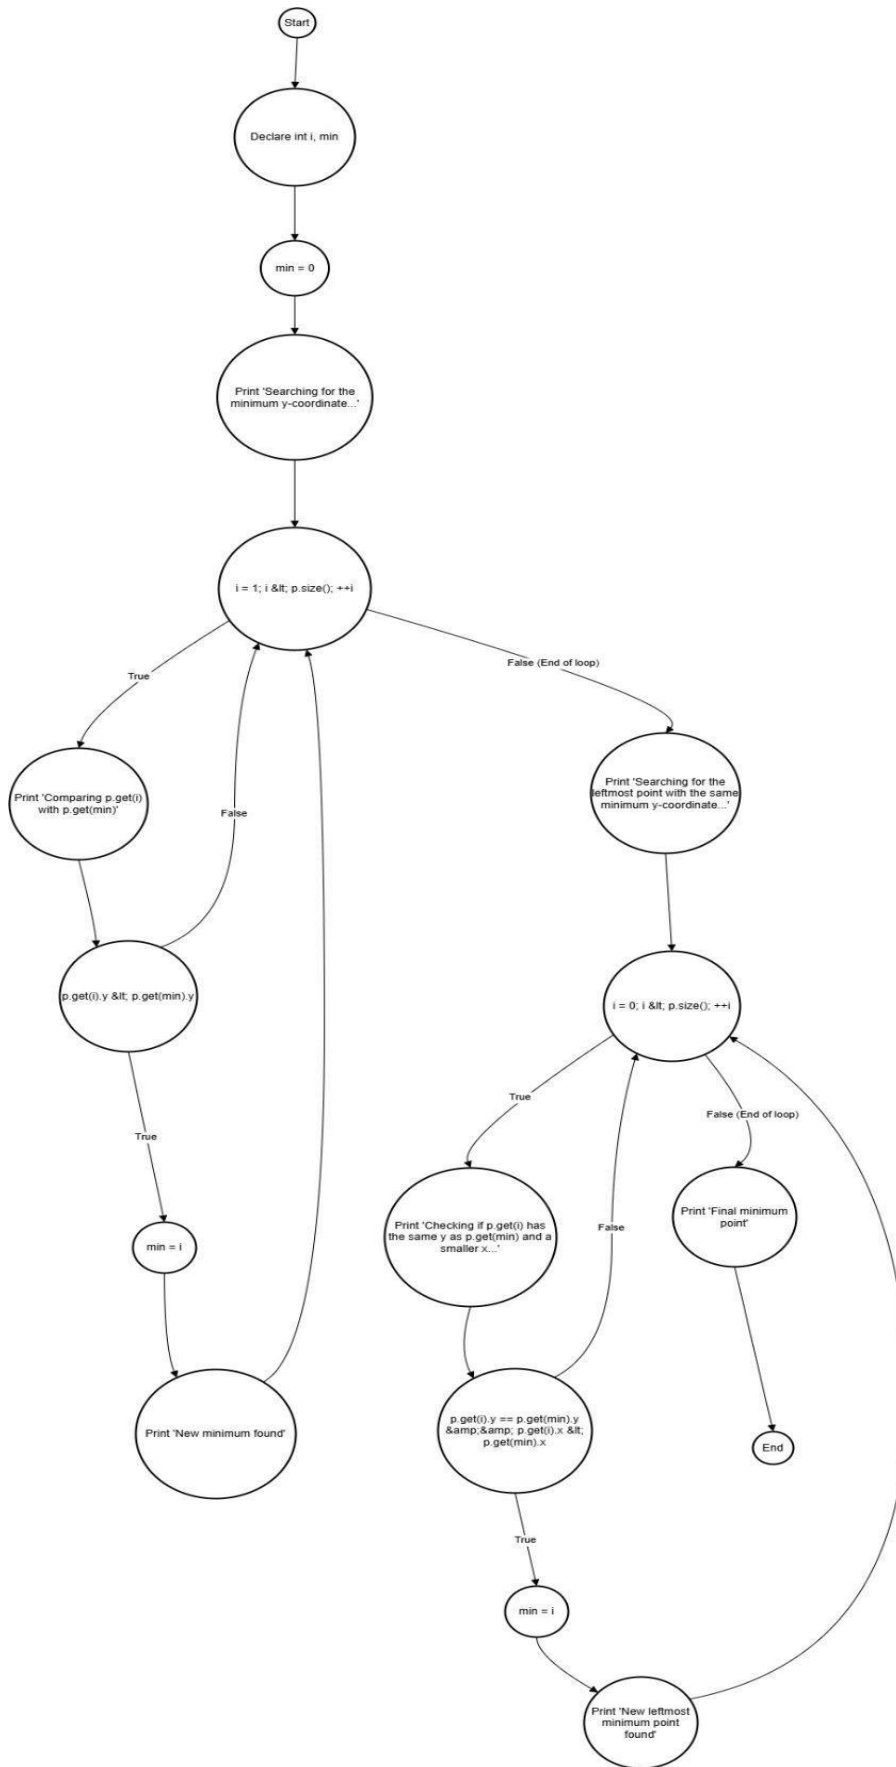 Start
Declare int i, min
min = 0
Print 'Searching for the
minimum y-coordinate...'
i = 1; i &lt; p.size(); ++i
True
False (End of loop)
Print 'Comparing p.get(i)
with p.get(min)'
False
p.get(i).y &lt; p.get(min).y
True
min = i
Print 'New minimum found'
Print 'Searching for the
leftmost point with the same
minimum y-coordinate...'
i = 0; i &lt; p.size(); ++i
True
False (End of loop)
Print 'Checking if p.get(i) has
the same y as p.get(min) and a
smaller x...'
False
Print 'Final minimum
point'
p.get(i).y == p.get(min).y
&amp;&amp; p.get(i).x &lt;
p.get(min).x
End
True
min = i
Print 'New leftmost
minimum point
found'